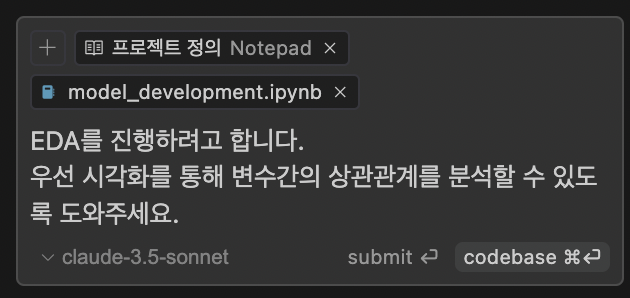 프로젝트 정의 Notepad ×
model_development.ipynb ×
EDA를 진행하려고 합니다.
우선 시각화를 통해 변수간의 상관관계를 분석할 수 있도
록 도와주세요.
claude-3.5-sonnet submit ⏎ codebase ⌘⏎